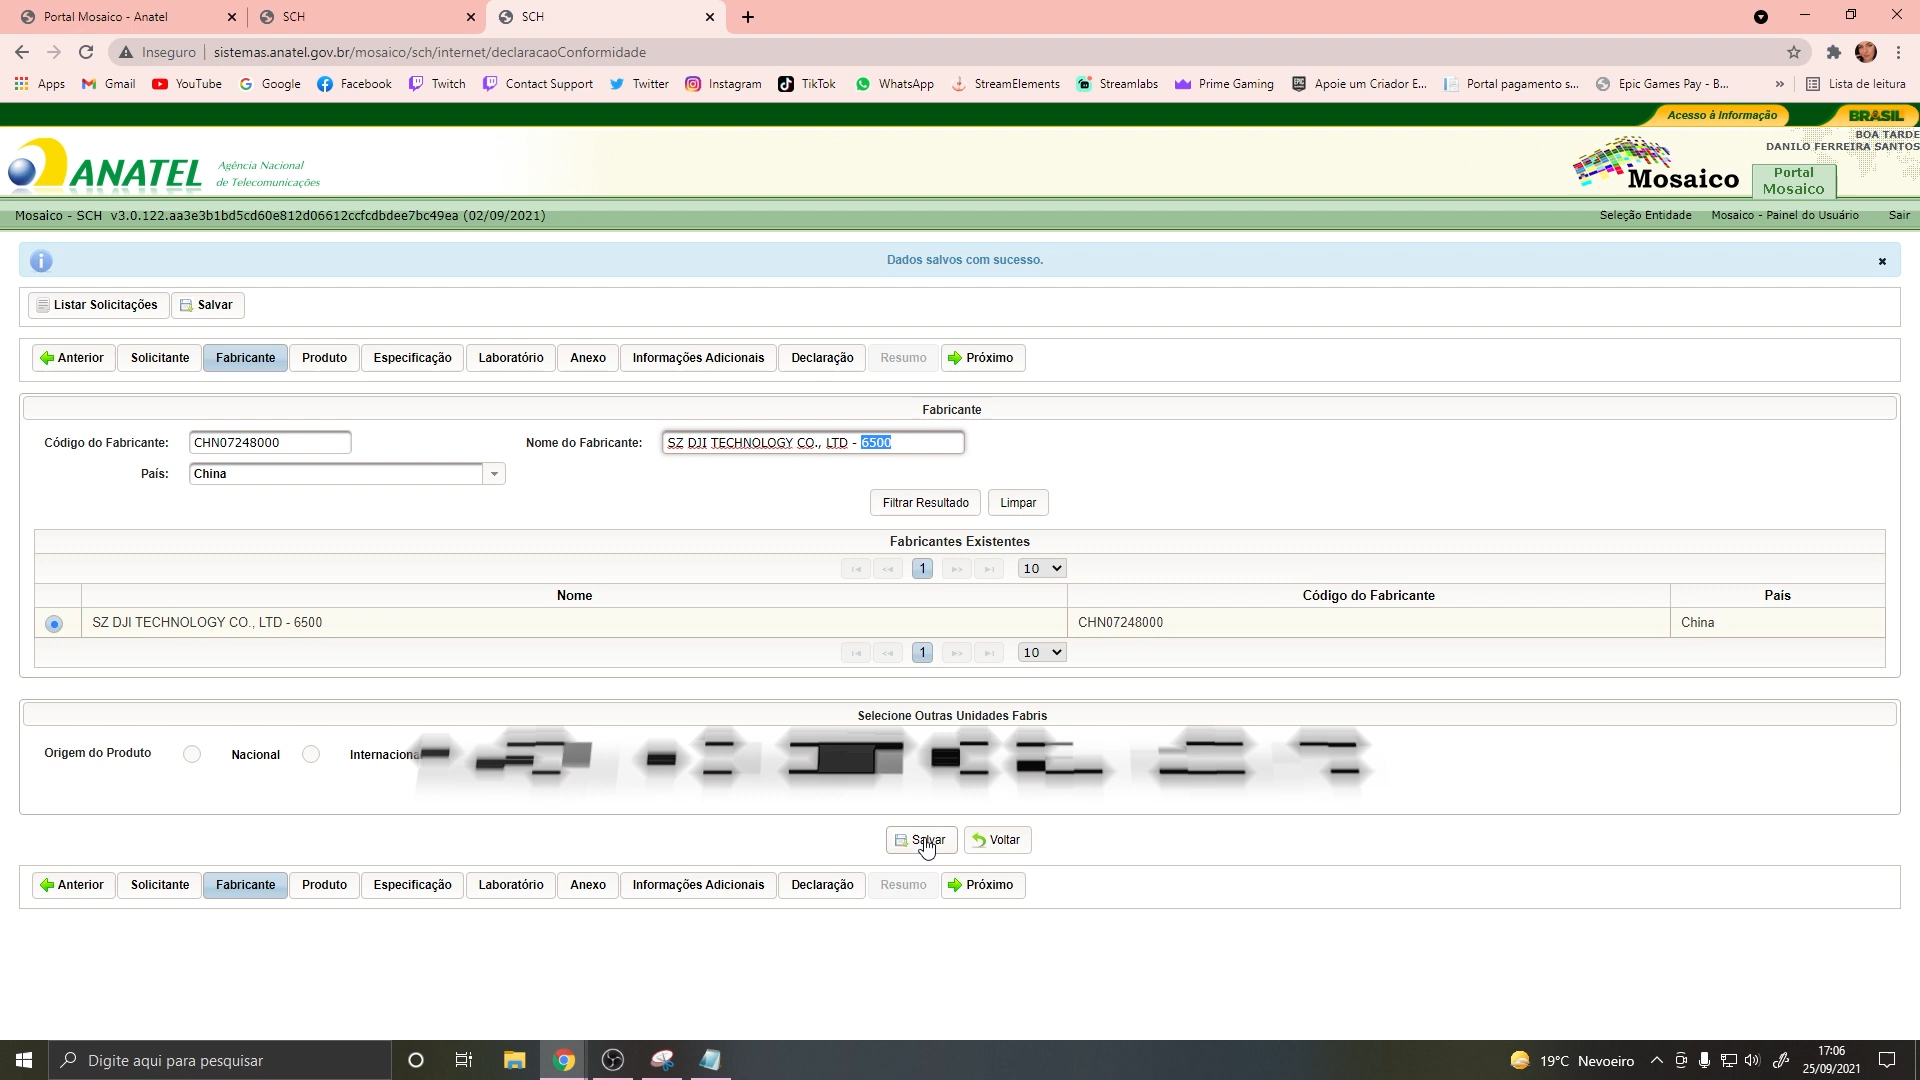 Portal Mosaico - Anatel
SCH
SCH
Inseguro
sistemas.anatel.gov.br/mosaico/sch/internet/declaracaoConformidade
Apps
Gmail
YouTube
Google
Facebook
Twitch
Contact Support
Twitter
Instagram
TikTok
WhatsApp
StreamElements
Streamlabs
Prime Gaming
Apoie um Criador E...
Portal pagamento s...
Epic Games Pay - B...
»
Lista de leitura
Acesso à Informação
BRASIL
ANATEL
Agência Nacional
de Telecomunicações
BOA TARDE
DANILO FERREIRA SANTOS
Mosaico
Portal
Mosaico
Mosaico - SCH v3.0.122.aa3e3b1bd5cd60e812d06612ccfcdbdee7bc49ea (02/09/2021)
Seleção Entidade
Mosaico - Painel do Usuário
Sair
Dados salvos com sucesso.
Listar Solicitações
Salvar
Anterior
Solicitante
Fabricante
Produto
Especificação
Laboratório
Anexo
Informações Adicionais
Declaração
Resumo
Próximo
Fabricante
Código do Fabricante:
CHN07248000
Nome do Fabricante:
SZ DJI TECHNOLOGY CO., LTD - 6500
País:
China
Filtrar Resultado
Limpar
Fabricantes Existentes
1
10
Nome
Código do Fabricante
País
SZ DJI TECHNOLOGY CO., LTD - 6500
CHN07248000
China
1
10
Selecione Outras Unidades Fabris
Origem do Produto
Nacional
Internaciona
Salvar
Voltar
Anterior
Solicitante
Fabricante
Produto
Especificação
Laboratório
Anexo
Informações Adicionais
Declaração
Resumo
Próximo
Digite aqui para pesquisar
19°C Nevoeiro
17:06
25/09/2021